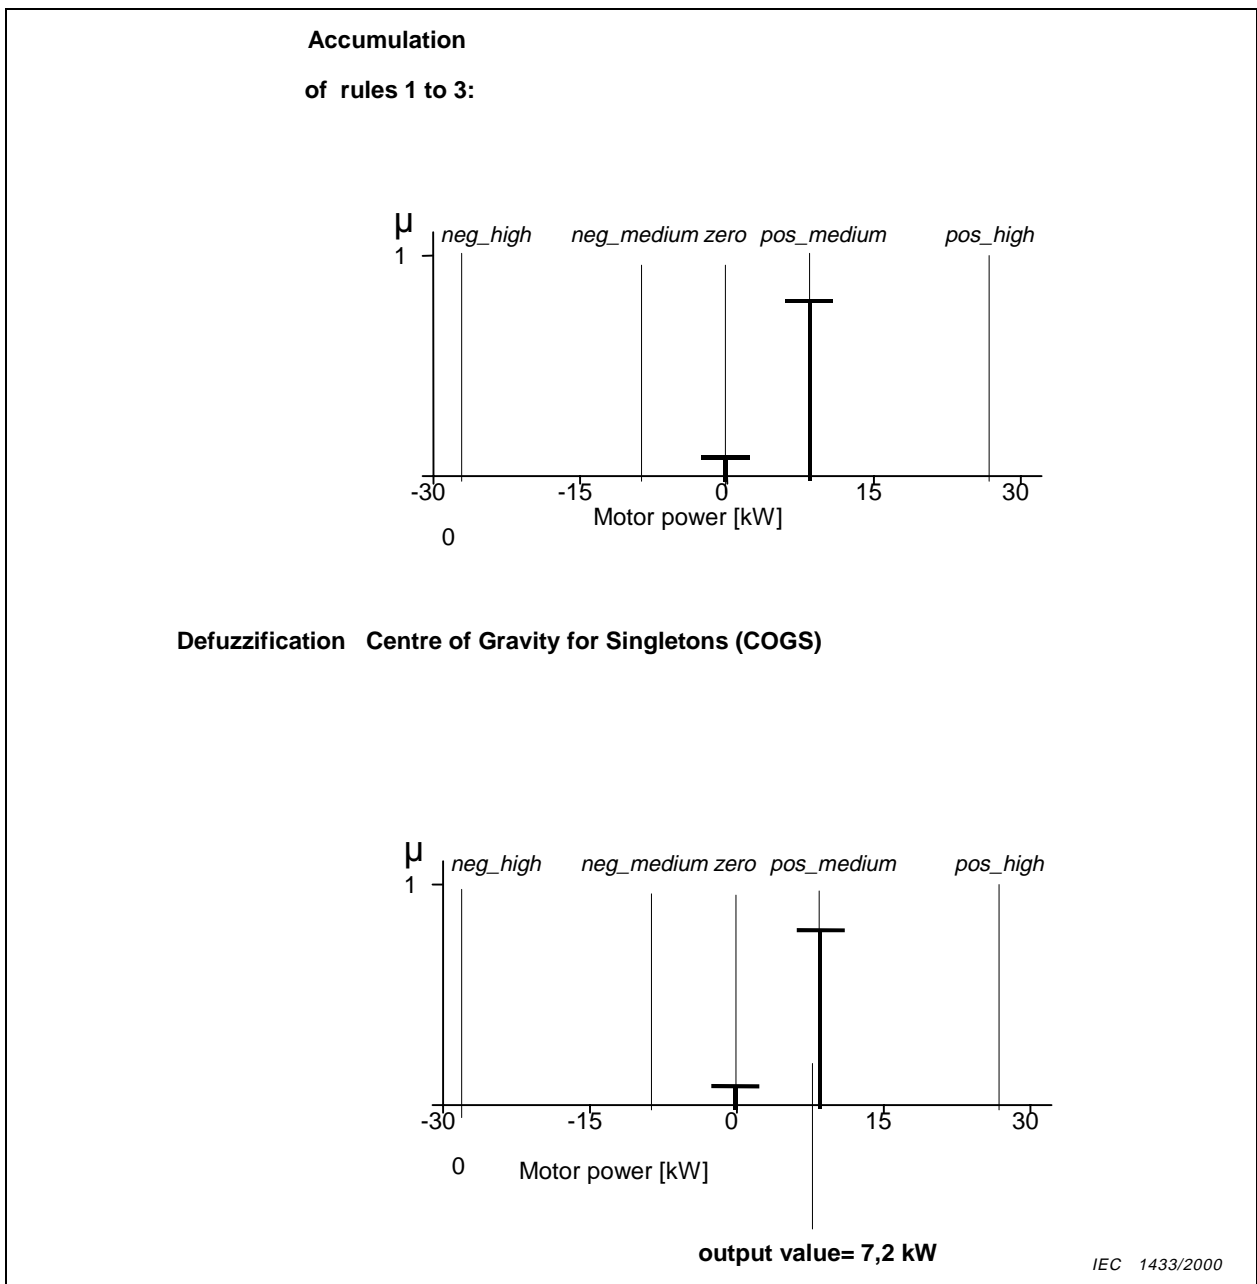 Accumulation
of rules 1 to 3:
µ
neg_high neg_medium zero pos_medium pos_high
1
-30 -15 0 15 30
Motor power [kW]
0
Defuzzification Centre of Gravity for Singletons (COGS)
µ
neg_high neg_medium zero pos_medium pos_high
1
-30 -15 0 15 30
0 Motor power [kW]
output value= 7,2 kW
IEC 1433/2000